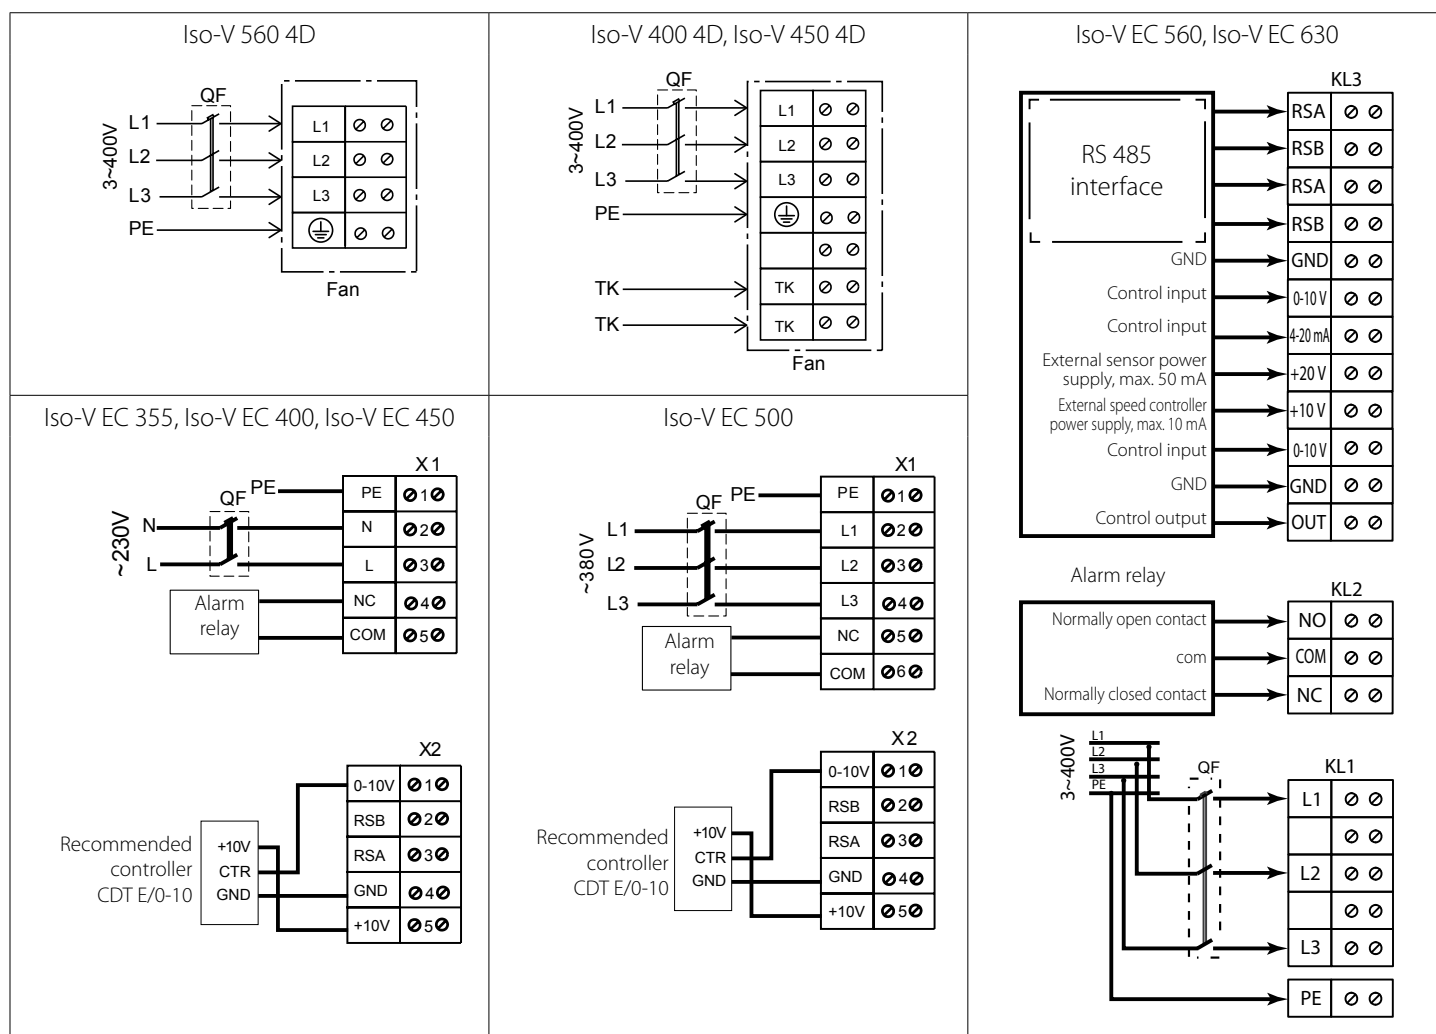 Iso-V 560 4D
QF
3~400V
L1
L2
L3
PE
L1
L2
L3
Fan
Iso-V 400 4D, Iso-V 450 4D
QF
3~400V
L1
L2
L3
PE
TK
TK
L1
L2
L3
TK
TK
Fan
Iso-V EC 560, Iso-V EC 630
KL3
RS 485
interface
RSA
RSB
RSA
RSB
GND GND
Control input 0-10 V
Control input 4-20 mA
External sensor power
supply, max. 50 mA +20 V
External speed controller
power supply, max. 10 mA +10 V
Control input 0-10 V
GND GND
Control output OUT
Alarm relay
KL2
Normally open contact NO
com COM
Normally closed contact NC
3~400V
L1
L2
L3
PE
QF
KL1
L1
L2
L3
PE
Iso-V EC 355, Iso-V EC 400, Iso-V EC 450
X1
QF PE PE 1
~230V
N N 2
L L 3
Alarm
relay
NC 4
COM 5
X2
Recommended
controller
CDT E/0-10
+10V
CTR
GND
0-10V 1
RSB 2
RSA 3
GND 4
+10V 5
Iso-V EC 500
X1
QF PE PE 1
~380V
L1 L1 2
L2 L2 3
L3 L3 4
Alarm
relay
NC 5
COM 6
X2
Recommended
controller
CDT E/0-10
+10V
CTR
GND
0-10V 1
RSB 2
RSA 3
GND 4
+10V 5